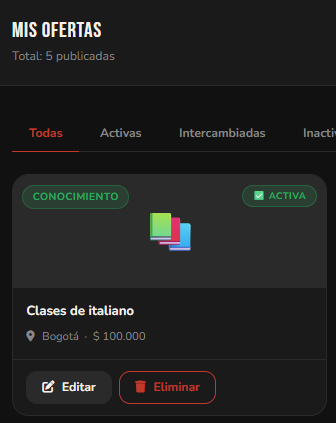 MIS OFERTAS
Total: 5 publicadas
Todas Activas Intercambiadas
CONOCIMIENTO ACTIVA
Clases de italiano
Bogotá · $ 100.000
Editar Eliminar